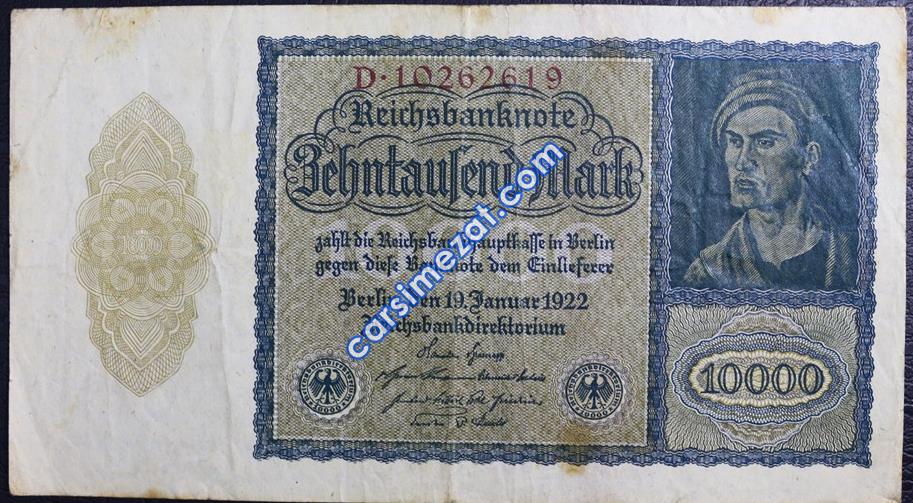 D·10262619
Reichsbanknote
Zehntausend Mark
zahlt die Reichsbankhauptkasse in Berlin
gegen diese Banknote dem Einlieferer
Berlin, den 19. Januar 1922
Reichsbankdirektorium
10000
carsimezat.com